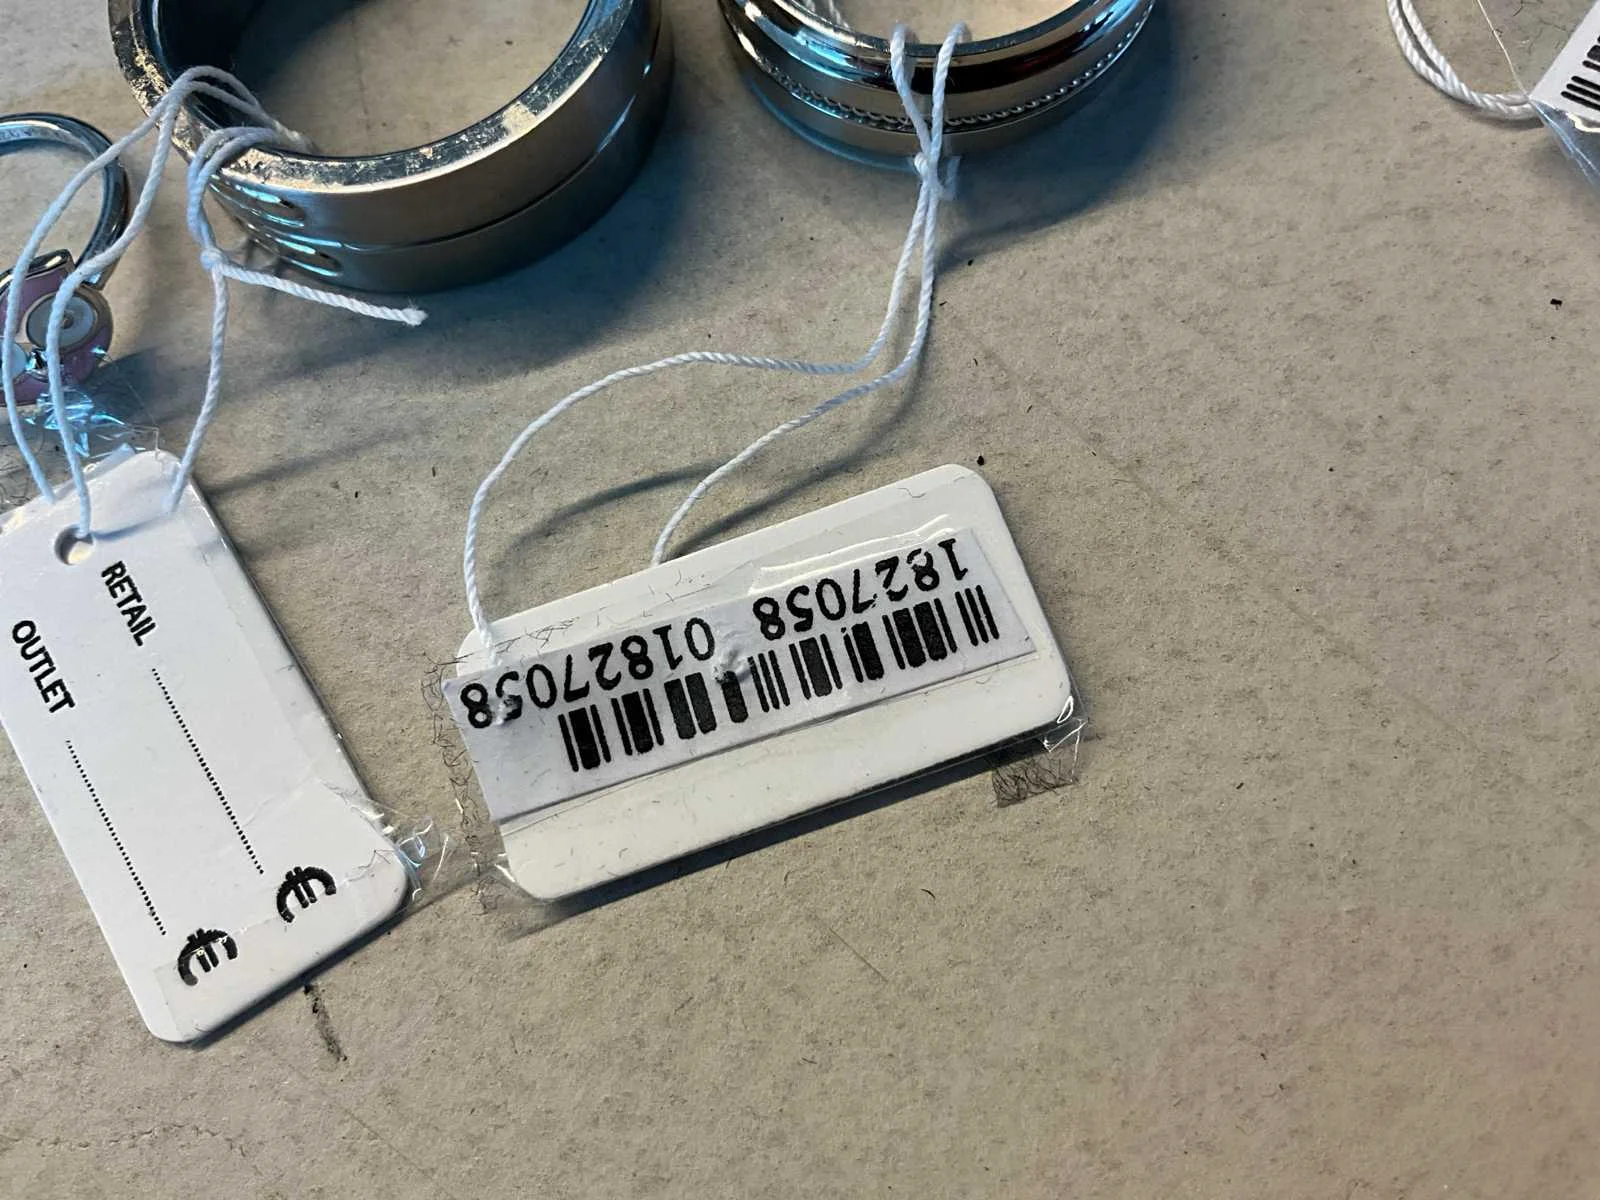 RETAIL .................... €
OUTLET .................... €
1827058 01827058